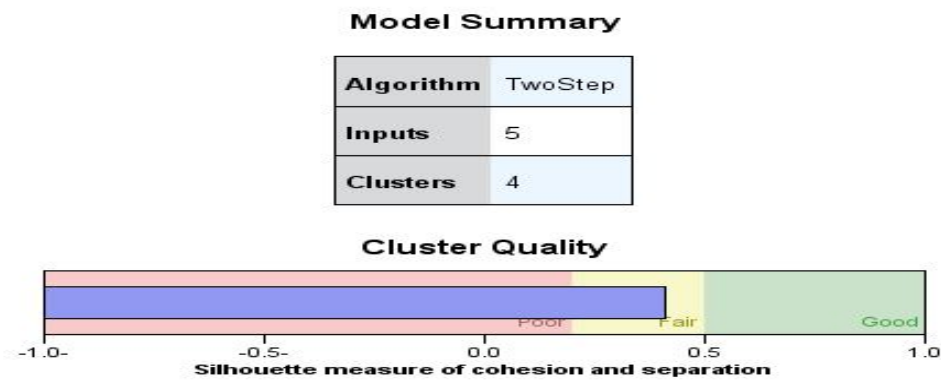 Model Summary
Algorithm TwoStep
Inputs 5
Clusters 4
Cluster Quality
Poor Fair Good
-1.0- -0.5- 0.0 0.5 1.0
Silhouette measure of cohesion and separation